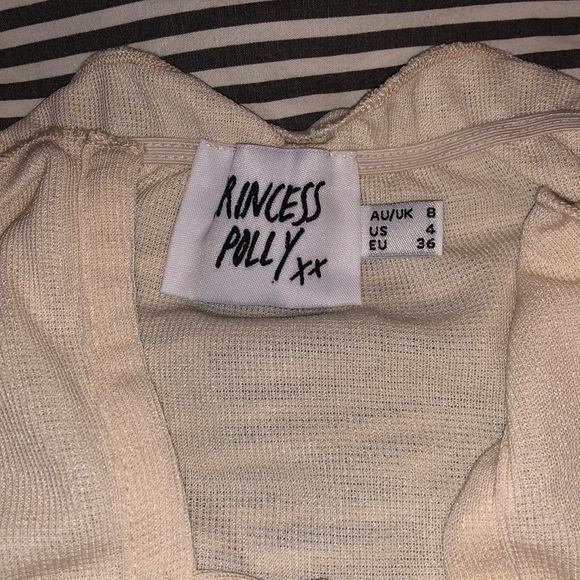 RINCESS
POLLY xx
AU/UK 8
US 4
EU 36